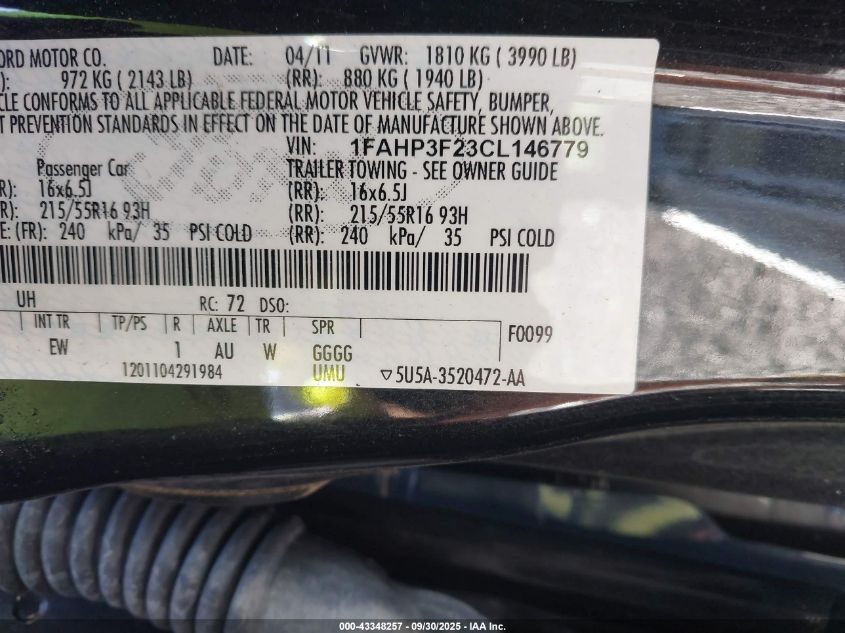 ORD MOTOR CO. DATE: 04/11 GVWR: 1810 KG ( 3990 LB)
): 972 KG ( 2143 LB) (RR): 880 KG ( 1940 LB)
CLE CONFORMS TO ALL APPLICABLE FEDERAL MOTOR VEHICLE SAFETY, BUMPER,
T PREVENTION STANDARDS IN EFFECT ON THE DATE OF MANUFACTURE SHOWN ABOVE.
VIN: 1FAHP3F23CL146779
Passenger Car TRAILER TOWING - SEE OWNER GUIDE
R): 16x6.5J (RR): 16x6.5J
R): 215/55R16 93H (RR): 215/55R16 93H
E: (FR): 240 kPa/ 35 PSI COLD (RR): 240 kPa/ 35 PSI COLD
UH RC: 72 DSO:
INT TR TP/PS R AXLE TR SPR F0099
EW 1 AU W GGGG
1201104291984 UMU ▽5U5A-3520472-AA
000-43348257 - 09/30/2025 - IAA Inc.